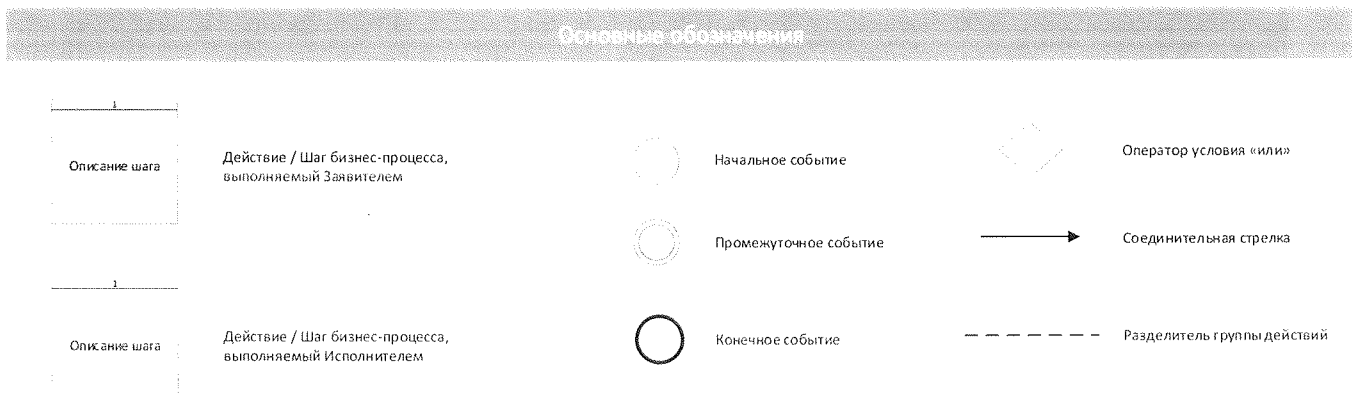 Основные обозначения
1
Описание шага
Действие / Шаг бизнес-процесса,
выполняемый Заявителем
Начальное событие
Оператор условия «или»
Промежуточное событие
Соединительная стрелка
1
Описание шага
Действие / Шаг бизнес-процесса,
выполняемый Исполнителем
Конечное событие
Разделитель группы действий